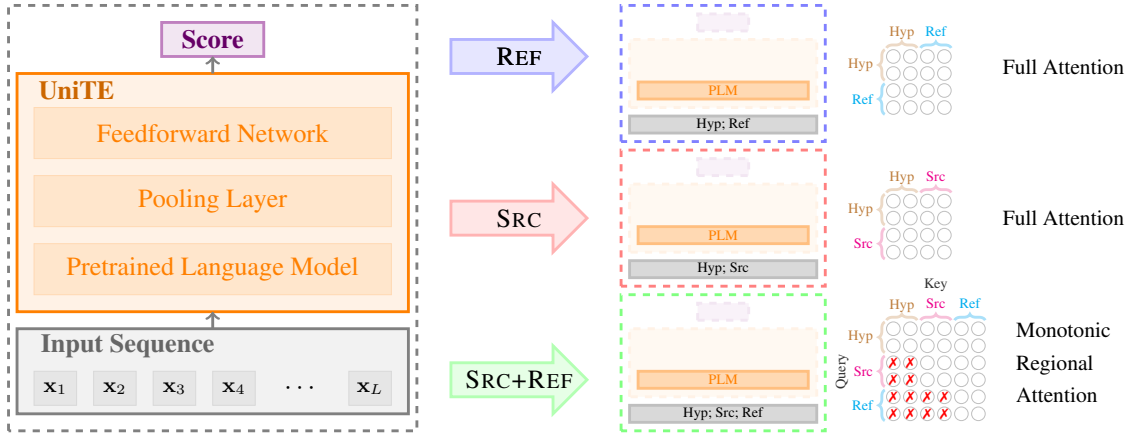 Score
UniTE
Feedforward Network
Pooling Layer
Pretrained Language Model
Input Sequence
x1 x2 x3 x4 ... xL
REF
PLM
Hyp; Ref
Hyp Ref
Hyp
Ref
Full Attention
SRC
PLM
Hyp; Src
Hyp Src
Hyp
Src
Full Attention
SRC+REF
PLM
Hyp; Src; Ref
Key
Hyp Src Ref
Query
Hyp
Src
Ref
Monotonic
Regional
Attention